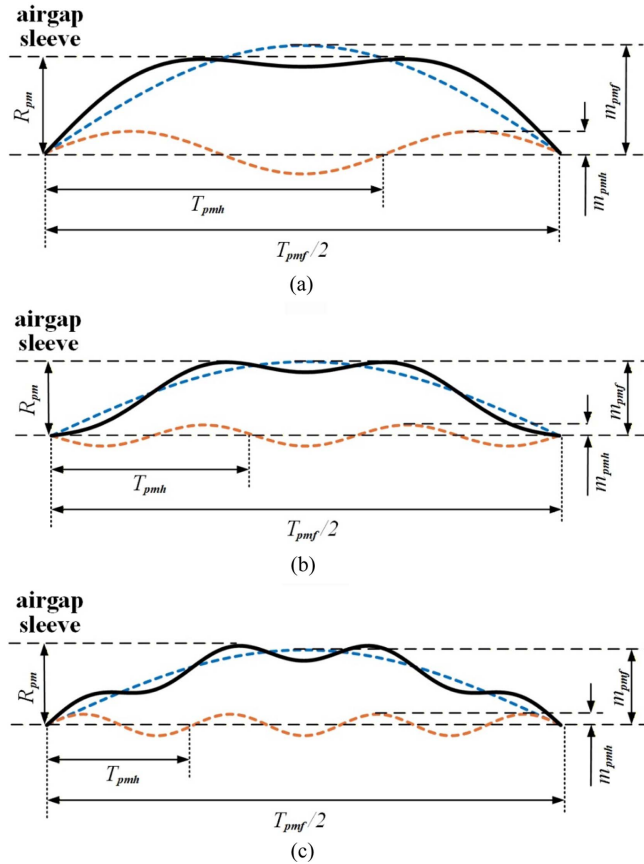 airgap
sleeve
R_pm
m_pmf
m_pmh
T_pmh
T_pmf/2
(a)
airgap
sleeve
R_pm
m_pmf
m_pmh
T_pmh
T_pmf/2
(b)
airgap
sleeve
R_pm
m_pmf
m_pmh
T_pmh
T_pmf/2
(c)